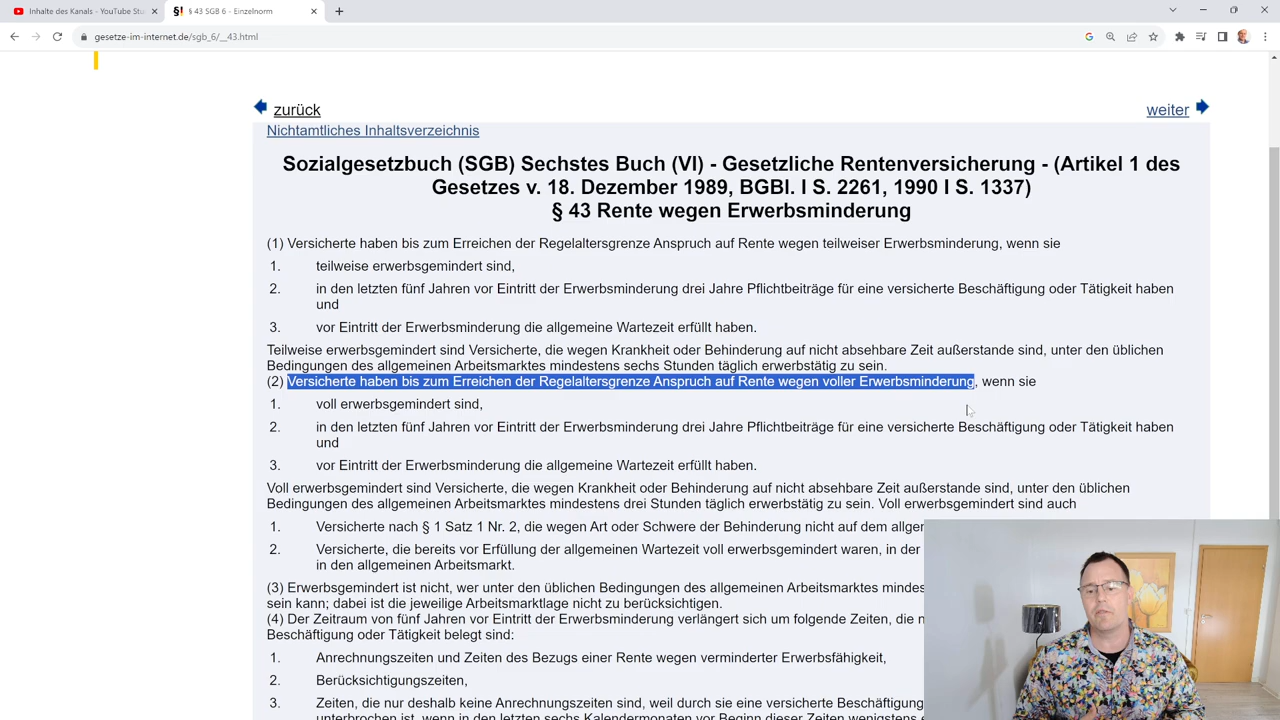 Inhalte des Kanals - YouTube Stu
§ 43 SGB 6 - Einzelnorm
gesetze-im-internet.de/sgb_6/__43.html
zurück
weiter
Nichtamtliches Inhaltsverzeichnis
Sozialgesetzbuch (SGB) Sechstes Buch (VI) - Gesetzliche Rentenversicherung - (Artikel 1 des
Gesetzes v. 18. Dezember 1989, BGBl. I S. 2261, 1990 I S. 1337)
§ 43 Rente wegen Erwerbsminderung
(1) Versicherte haben bis zum Erreichen der Regelaltersgrenze Anspruch auf Rente wegen teilweiser Erwerbsminderung, wenn sie
1. teilweise erwerbsgemindert sind,
2. in den letzten fünf Jahren vor Eintritt der Erwerbsminderung drei Jahre Pflichtbeiträge für eine versicherte Beschäftigung oder Tätigkeit haben
und
3. vor Eintritt der Erwerbsminderung die allgemeine Wartezeit erfüllt haben.
Teilweise erwerbsgemindert sind Versicherte, die wegen Krankheit oder Behinderung auf nicht absehbare Zeit außerstande sind, unter den üblichen
Bedingungen des allgemeinen Arbeitsmarktes mindestens sechs Stunden täglich erwerbstätig zu sein.
(2) Versicherte haben bis zum Erreichen der Regelaltersgrenze Anspruch auf Rente wegen voller Erwerbsminderung, wenn sie
1. voll erwerbsgemindert sind,
2. in den letzten fünf Jahren vor Eintritt der Erwerbsminderung drei Jahre Pflichtbeiträge für eine versicherte Beschäftigung oder Tätigkeit haben
und
3. vor Eintritt der Erwerbsminderung die allgemeine Wartezeit erfüllt haben.
Voll erwerbsgemindert sind Versicherte, die wegen Krankheit oder Behinderung auf nicht absehbare Zeit außerstande sind, unter den üblichen
Bedingungen des allgemeinen Arbeitsmarktes mindestens drei Stunden täglich erwerbstätig zu sein. Voll erwerbsgemindert sind auch
1. Versicherte nach § 1 Satz 1 Nr. 2, die wegen Art oder Schwere der Behinderung nicht auf dem allger
2. Versicherte, die bereits vor Erfüllung der allgemeinen Wartezeit voll erwerbsgemindert waren, in der
in den allgemeinen Arbeitsmarkt.
(3) Erwerbsgemindert ist nicht, wer unter den üblichen Bedingungen des allgemeinen Arbeitsmarktes mindes
sein kann; dabei ist die jeweilige Arbeitsmarktlage nicht zu berücksichtigen.
(4) Der Zeitraum von fünf Jahren vor Eintritt der Erwerbsminderung verlängert sich um folgende Zeiten, die n
Beschäftigung oder Tätigkeit belegt sind:
1. Anrechnungszeiten und Zeiten des Bezugs einer Rente wegen verminderter Erwerbsfähigkeit,
2. Berücksichtigungszeiten,
3. Zeiten, die nur deshalb keine Anrechnungszeiten sind, weil durch sie eine versicherte Beschäftigung
unterbrochen ist, wenn in den letzten sechs Kalendermonaten vor Beginn dieser Zeiten wenigstens e